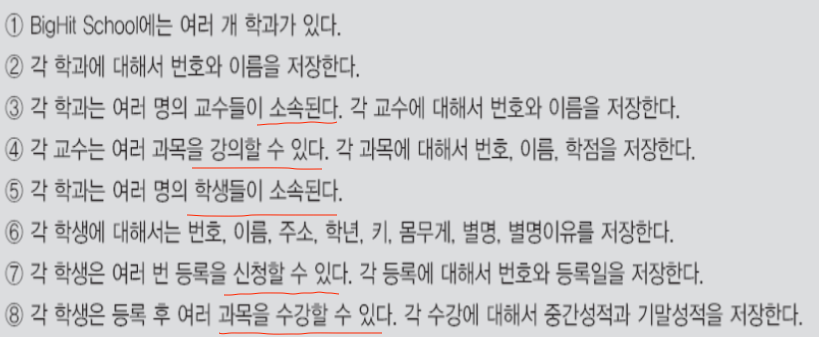 ① BigHit School에는 여러 개 학과가 있다.
② 각 학과에 대해서 번호와 이름을 저장한다.
③ 각 학과는 여러 명의 교수들이 소속된다. 각 교수에 대해서 번호와 이름을 저장한다.
④ 각 교수는 여러 과목을 강의할 수 있다. 각 과목에 대해서 번호, 이름, 학점을 저장한다.
⑤ 각 학과는 여러 명의 학생들이 소속된다.
⑥ 각 학생에 대해서는 번호, 이름, 주소, 학년, 키, 몸무게, 별명, 별명이유를 저장한다.
⑦ 각 학생은 여러 번 등록을 신청할 수 있다. 각 등록에 대해서 번호와 등록일을 저장한다.
⑧ 각 학생은 등록 후 여러 과목을 수강할 수 있다. 각 수강에 대해서 중간성적과 기말성적을 저장한다.